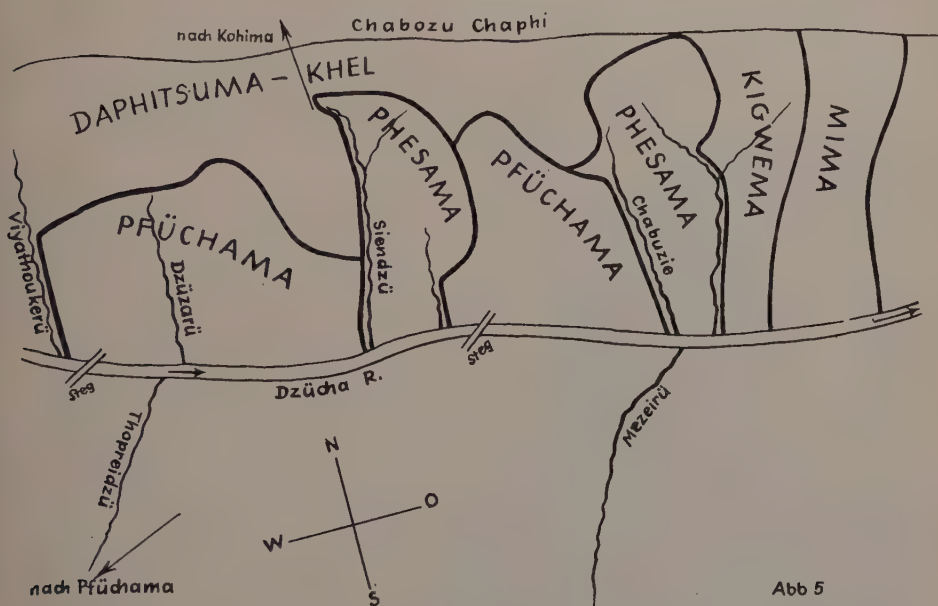 Chabozu Chaphi
nach Kohima
DAPHITSUMA – KHEL
PHESAMA
PFÜCHAMA
PHESAMA
KIGWEMA
MIMA
PFÜCHAMA
Viyathoukerü
Dzüzarü
Siendzü
Chabuzie
Steg
Steg
Dzücha R.
Thopreidzü
Mezeirü
N
O
W
S
nach Pfüchama
Abb 5